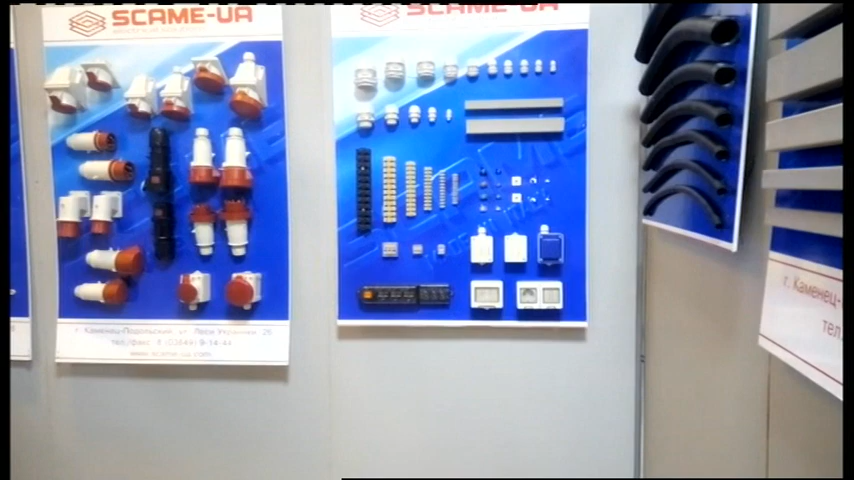 SCAME-UA
SCAME-UA
г. Каменец-Подольский, ул. Леси Украинки, 25
тел./факс: 8 (03849) 9-14-44
www.scame-ua.com
г. Каменец-
тел.